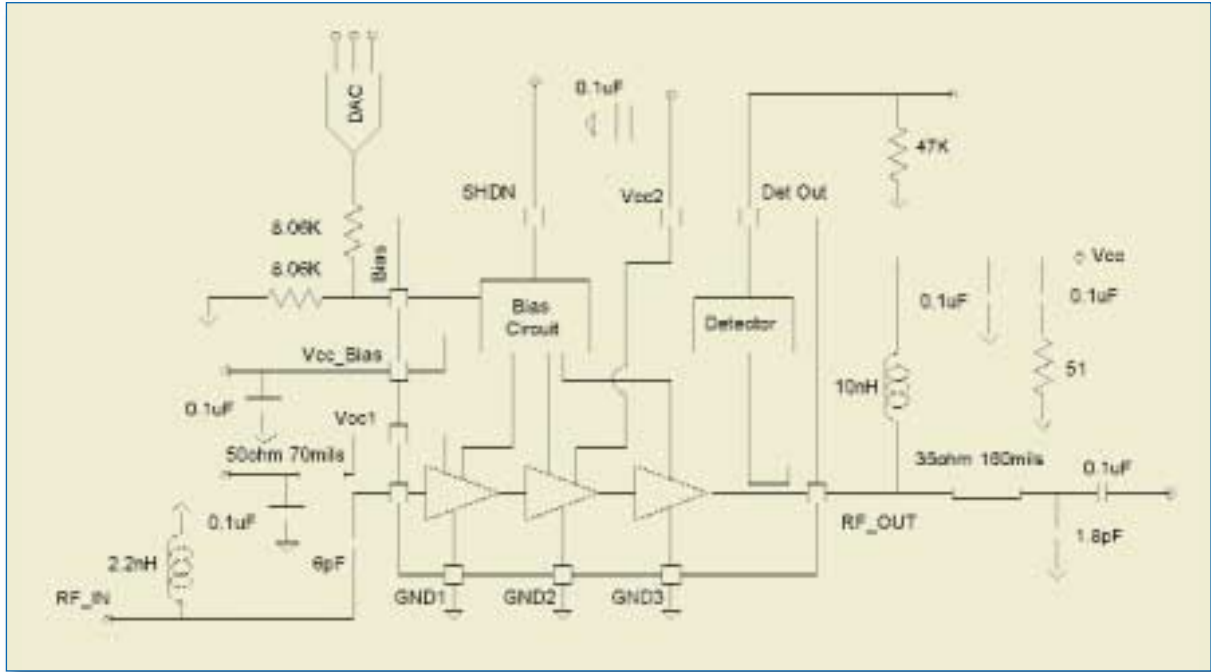 DAC
0.1uF
47K
SHDN
Vcc2
Det Out
8.06K
8.06K
Bias
Vcc
0.1uF
0.1uF
Bias
Circuit
Detector
Vcc_Bias
51
10nH
0.1uF
Vcc1
50ohm 70mils
35ohm 160mils
0.1uF
0.1uF
RF_OUT
1.8pF
2.2nH
6pF
GND1
GND2
GND3
RF_IN